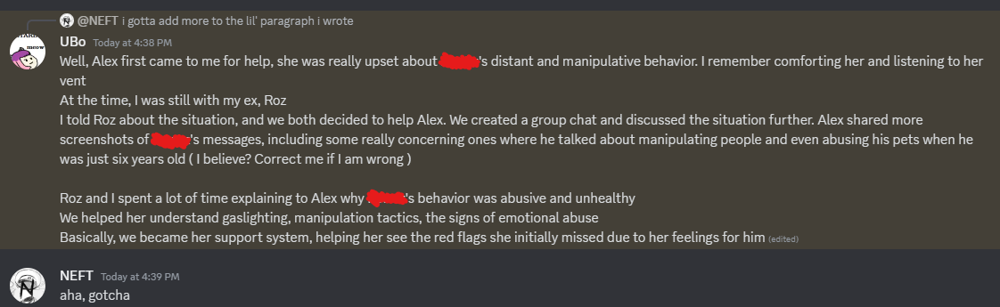 @NEFT i gotta add more to the lil' paragraph i wrote
UBo Today at 4:38 PM
Well, Alex first came to me for help, she was really upset about 's distant and manipulative behavior. I remember comforting her and listening to her
vent
At the time, I was still with my ex, Roz
I told Roz about the situation, and we both decided to help Alex. We created a group chat and discussed the situation further. Alex shared more
screenshots of 's messages, including some really concerning ones where he talked about manipulating people and even abusing his pets when he
was just six years old ( I believe? Correct me if I am wrong )
Roz and I spent a lot of time explaining to Alex why 's behavior was abusive and unhealthy
We helped her understand gaslighting, manipulation tactics, the signs of emotional abuse
Basically, we became her support system, helping her see the red flags she initially missed due to her feelings for him (edited)
NEFT Today at 4:39 PM
aha, gotcha
meow